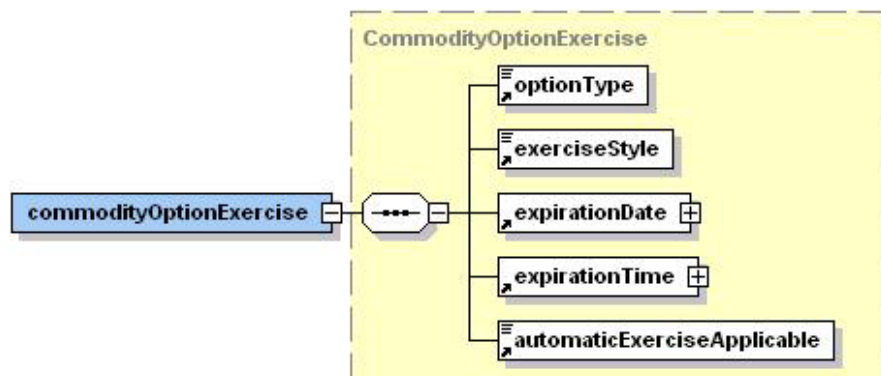 CommodityOptionExercise
optionType
exerciseStyle
commodityOptionExercise
expirationDate
expirationTime
automaticExerciseApplicable